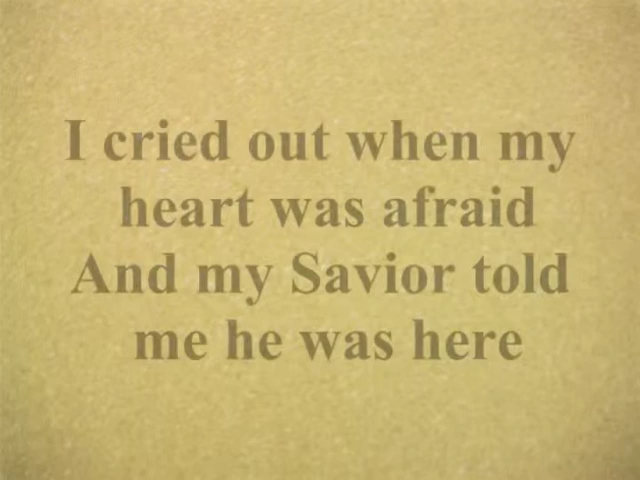 I cried out when my
heart was afraid
And my Savior told
me he was here